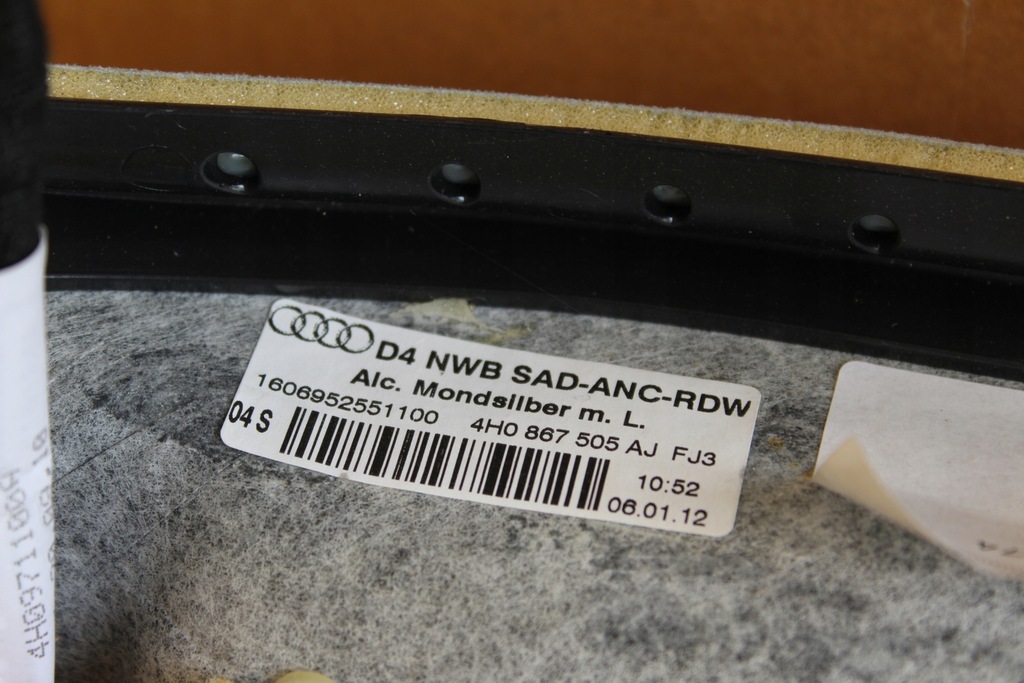 D4 NWB SAD-ANC-RDW
Alc. Mondsilber m. L.
1606952551100 4H0 867 505 AJ FJ3
04 S
10:52
06.01.12